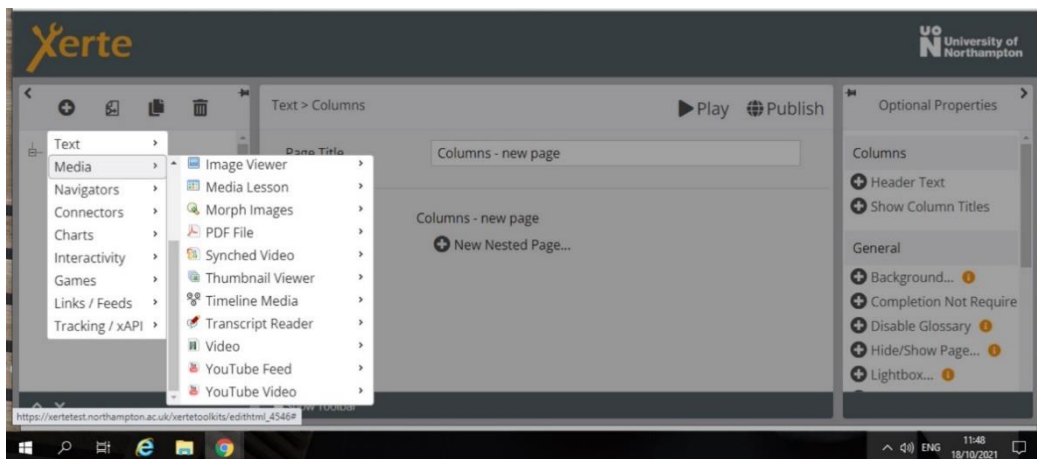 Xerte
UO
N
University of
Northampton
Text > Columns
Play
Publish
Optional Properties
Text
Media
Navigators
Connectors
Charts
Interactivity
Games
Links / Feeds
Tracking / xAPI
Image Viewer
Media Lesson
Morph Images
PDF File
Synched Video
Thumbnail Viewer
Timeline Media
Transcript Reader
Video
YouTube Feed
YouTube Video
Page Title
Columns - new page
Columns - new page
New Nested Page...
Columns
Header Text
Show Column Titles
General
Background...
Completion Not Require
Disable Glossary
Hide/Show Page...
Lightbox...
Show Toolbar
https://xertetest.northampton.ac.uk/xertetoolkits/edithtml_4546#
ENG
11:48
18/10/2021